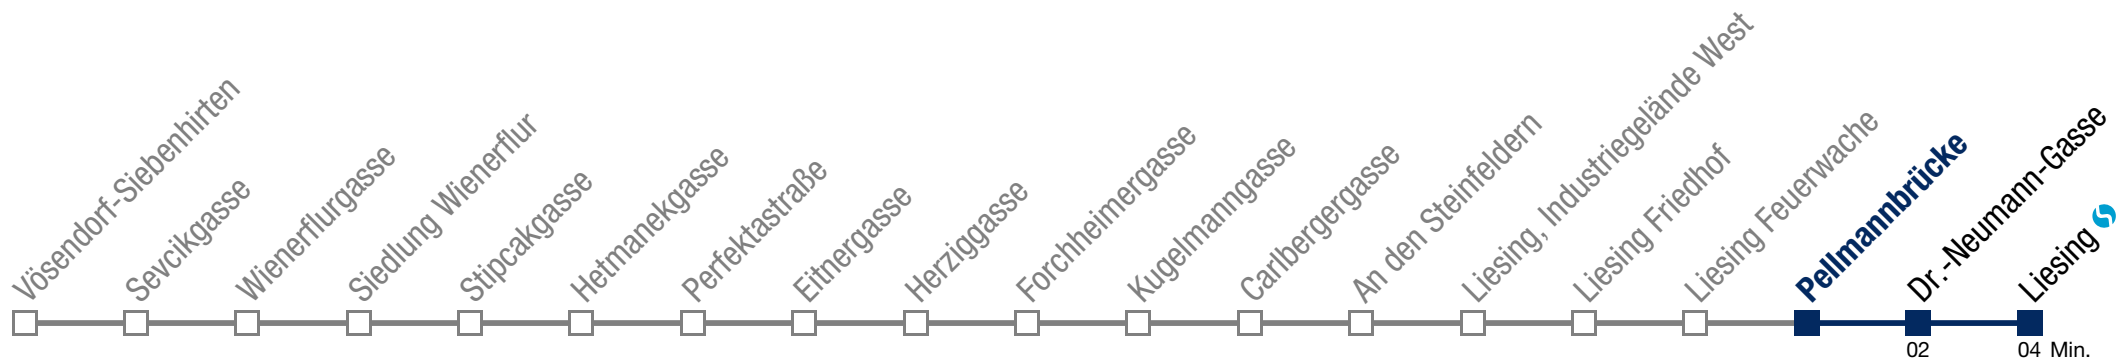 Vösendorf-Siebenhirten
Sevcikgasse
Wienerflurgasse
Siedlung Wienerflur
Stipcakgasse
Hetmanekgasse
Perfektastraße
Eitnergasse
Herziggasse
Forchheimergasse
Kugelmanngasse
Carlbergergasse
An den Steinfeldern
Liesing, Industriegelände West
Liesing Friedhof
Liesing Feuerwache
Pellmannbrücke
Dr.-Neumann-Gasse
Liesing
02
04 Min.